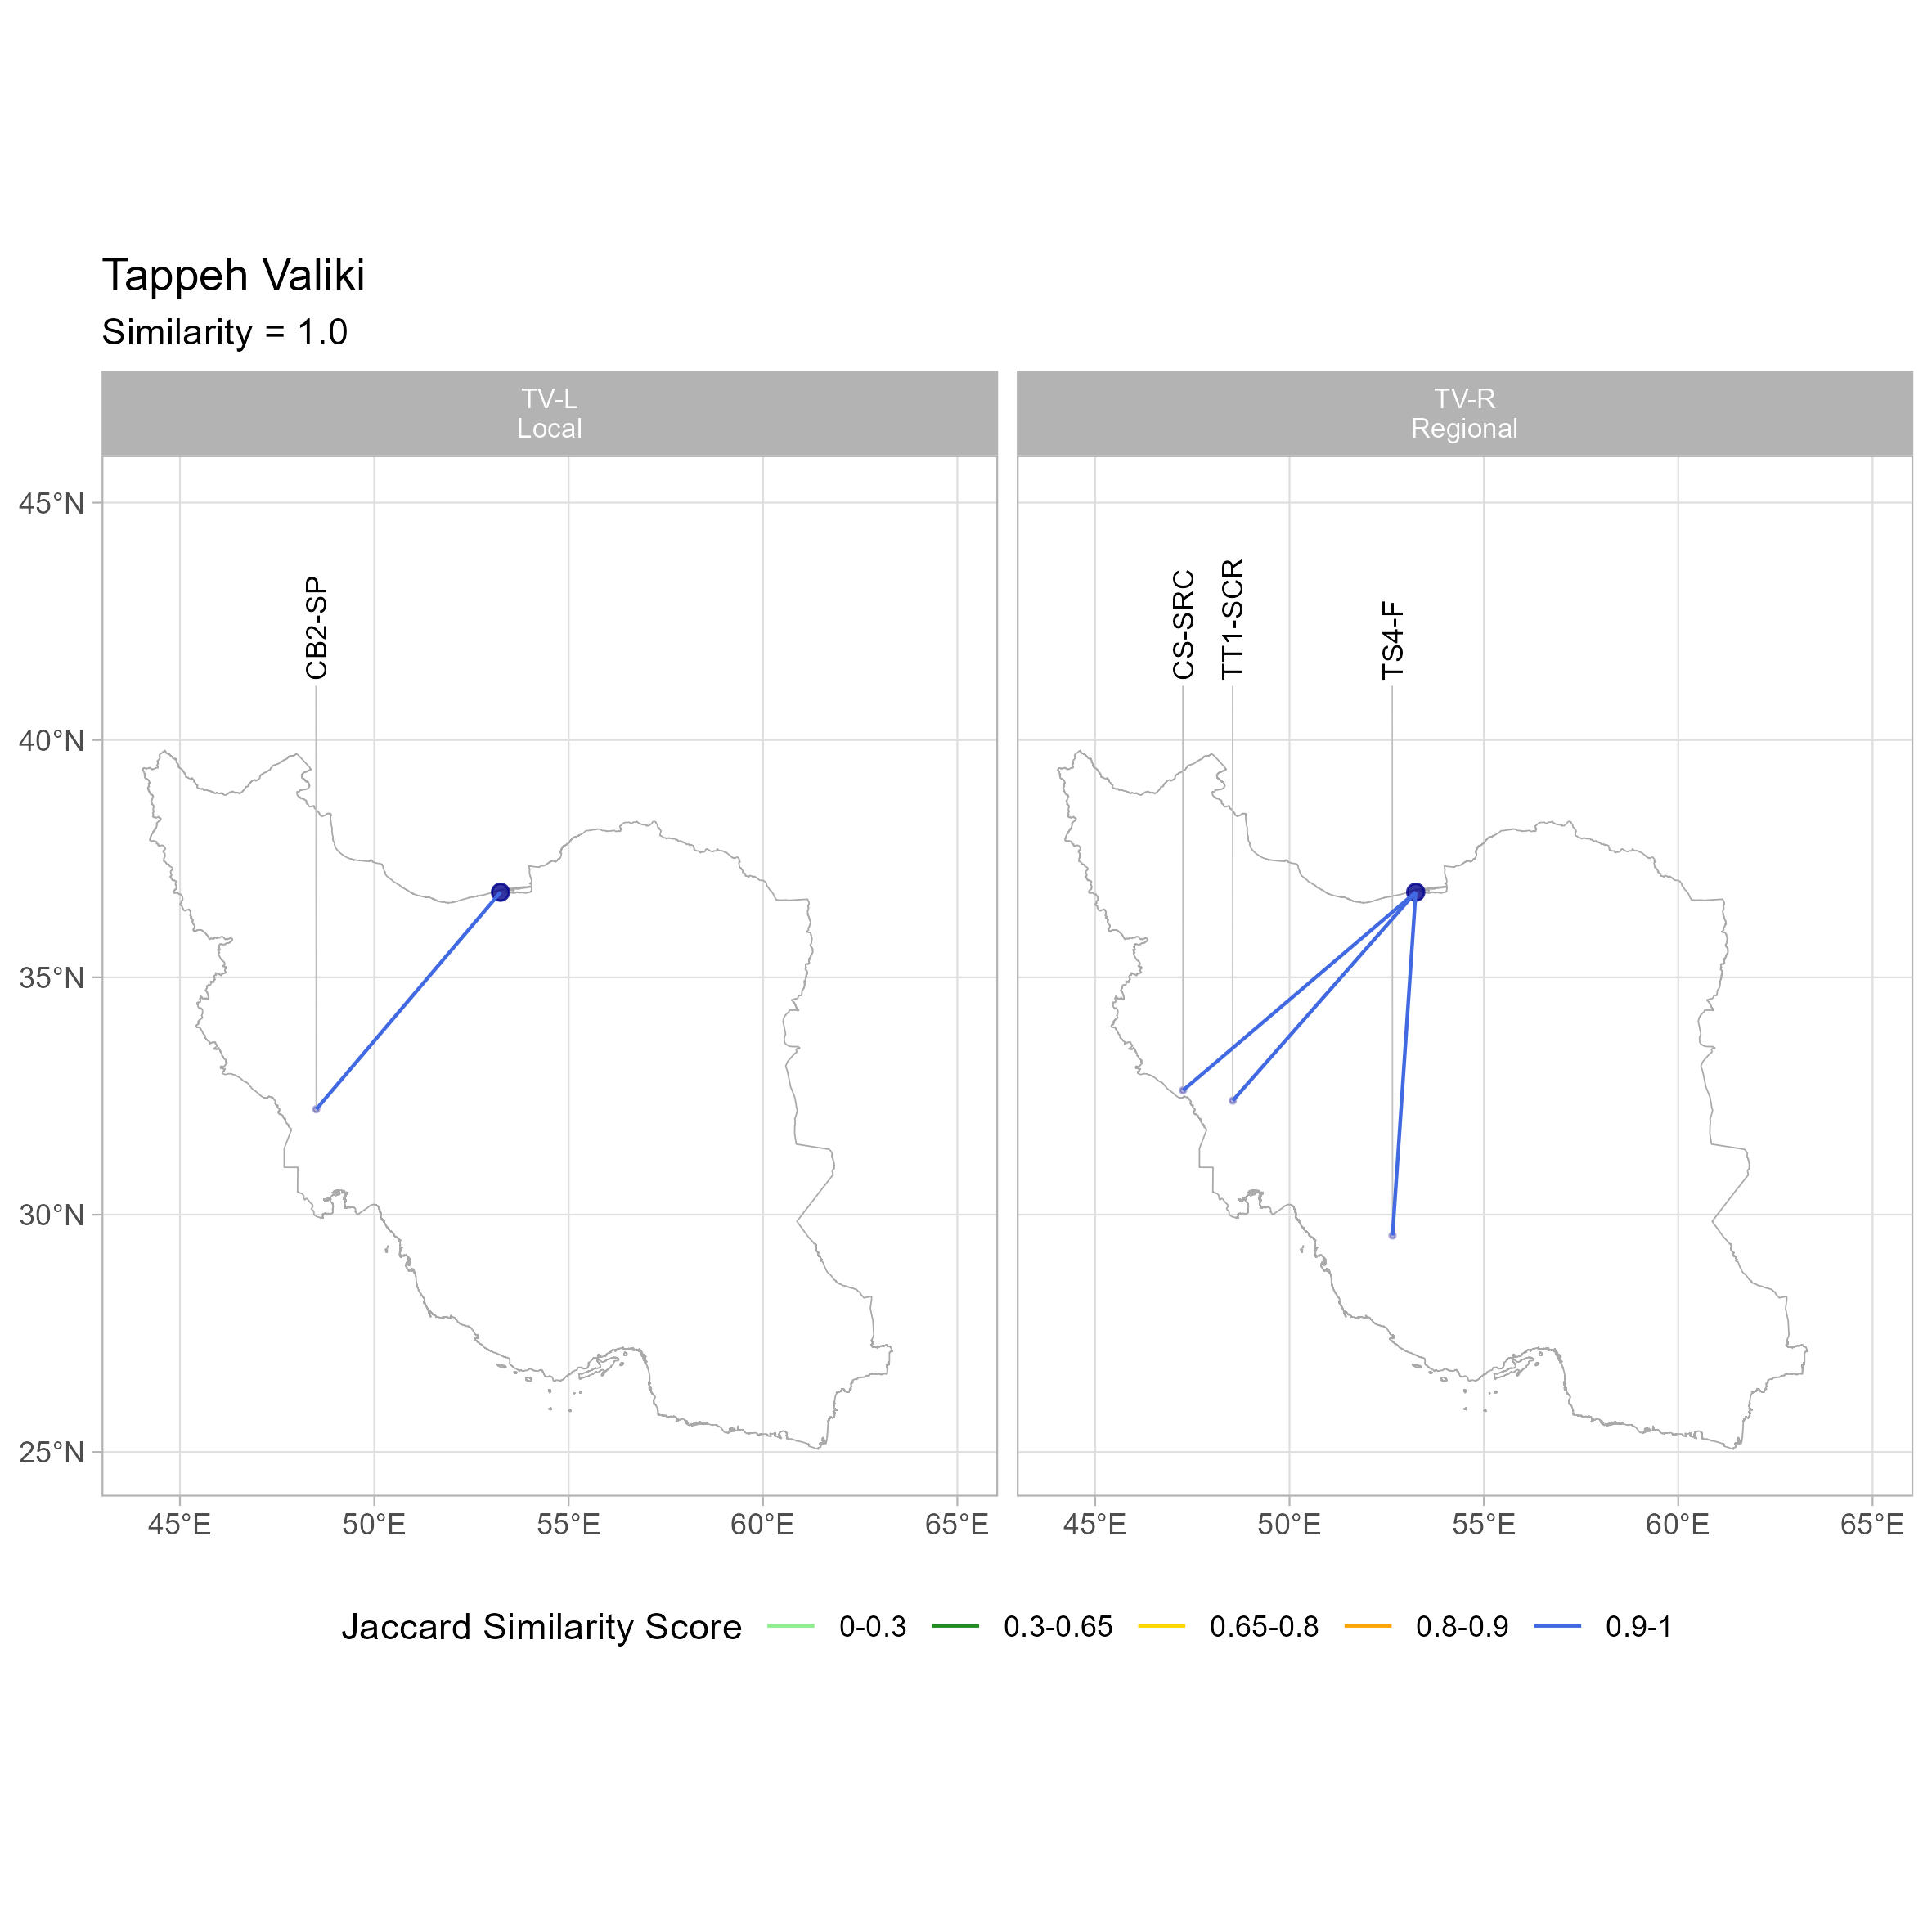 Tappeh Valiki
Similarity = 1.0
TV-L
Local
TV-R
Regional
CB2-SP
CS-SRC
TT1-SCR
TS4-F
45°N
40°N
35°N
30°N
25°N
45°E 50°E 55°E 60°E 65°E
45°E 50°E 55°E 60°E 65°E
Jaccard Similarity Score 0-0.3 0.3-0.65 0.65-0.8 0.8-0.9 0.9-1